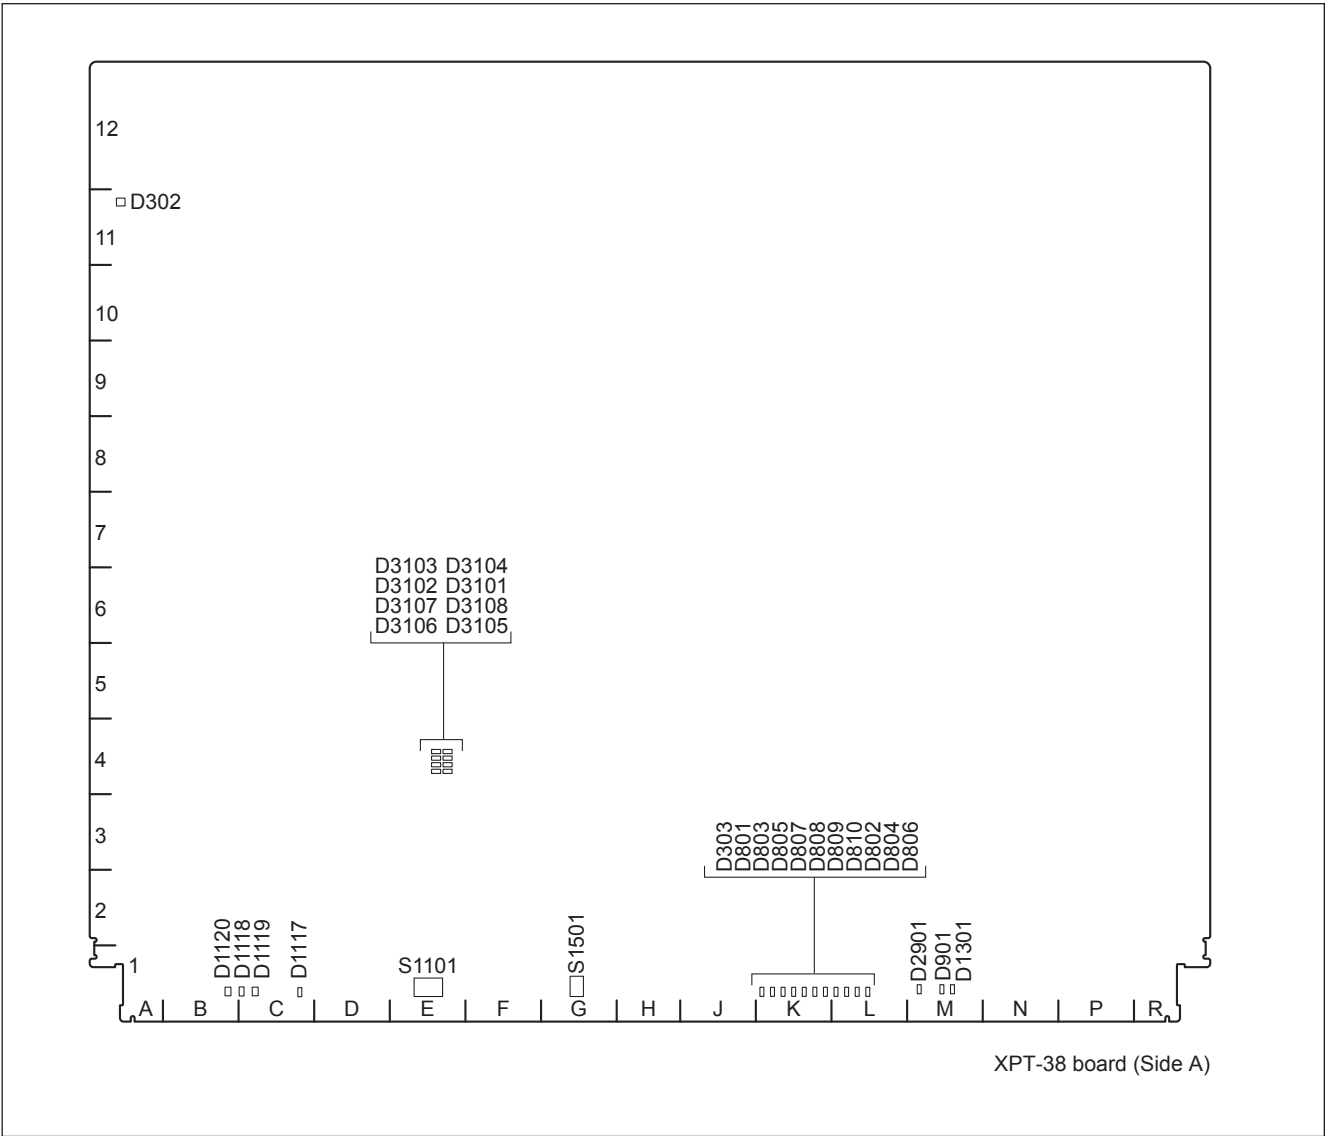 12
D302
11
10
9
8
7
D3103 D3104
D3102 D3101
D3107 D3108
D3106 D3105
6
5
4
3
D303
D801
D803
D805
D807
D808
D809
D810
D802
D804
D806
2
D1120
D1118
D1119
D1117
S1101
S1501
D2901
D901
D1301
1
A B C D E F G H J K L M N P R
XPT-38 board (Side A)